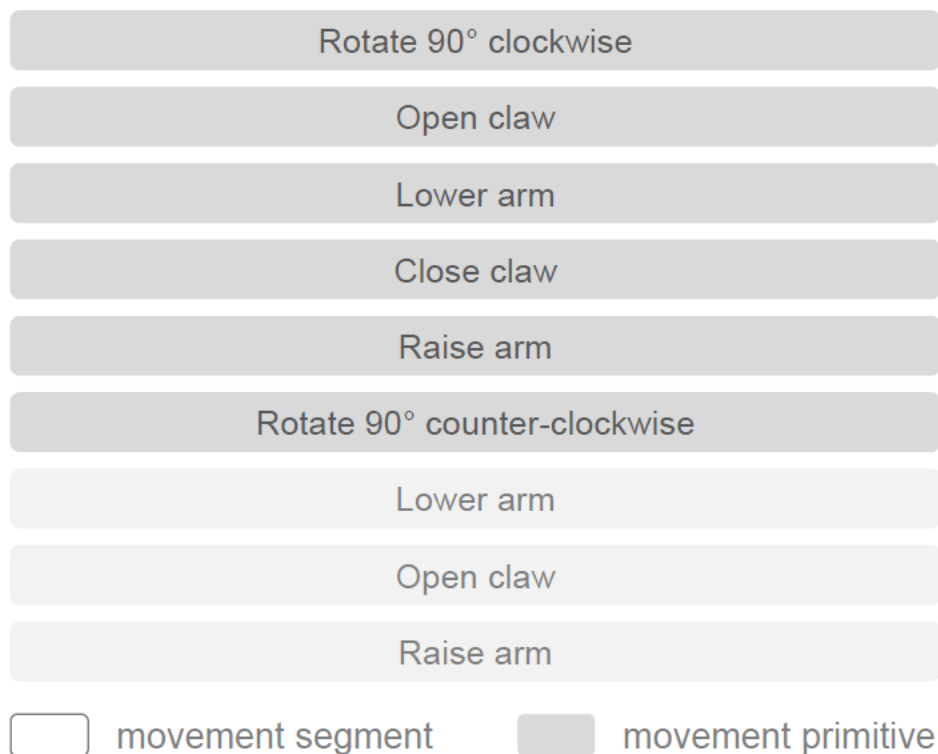 Rotate 90° clockwise
Open claw
Lower arm
Close claw
Raise arm
Rotate 90° counter-clockwise
Lower arm
Open claw
Raise arm
movement segment movement primitive